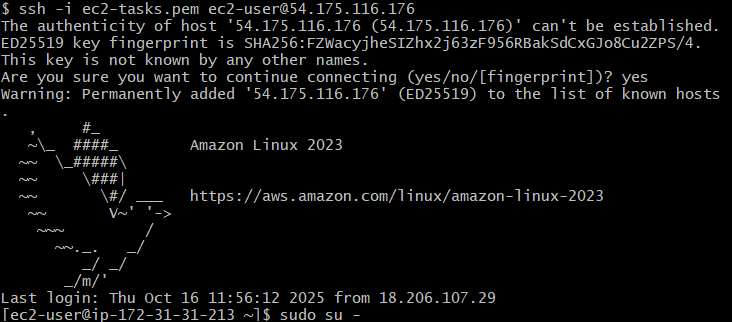 $ ssh -i ec2-tasks.pem ec2-user@54.175.116.176
The authenticity of host '54.175.116.176 (54.175.116.176)' can't be established.
ED25519 key fingerprint is SHA256:FZWacyjheSIZhx2j63zF956RBakSdCxGJo8Cu2ZPS/4.
This key is not known by any other names.
Are you sure you want to continue connecting (yes/no/[fingerprint])? yes
Warning: Permanently added '54.175.116.176' (ED25519) to the list of known hosts
.
   ,     #_
   ~\_  ####_        Amazon Linux 2023
  ~~  \_#####\
  ~~     \###|
  ~~       \#/ ___   https://aws.amazon.com/linux/amazon-linux-2023
   ~~       V~' '->
    ~~~         /
      ~~._.   _/
         _/ _/
       _/m/'
Last login: Thu Oct 16 11:56:12 2025 from 18.206.107.29
[ec2-user@ip-172-31-31-213 ~]$ sudo su -